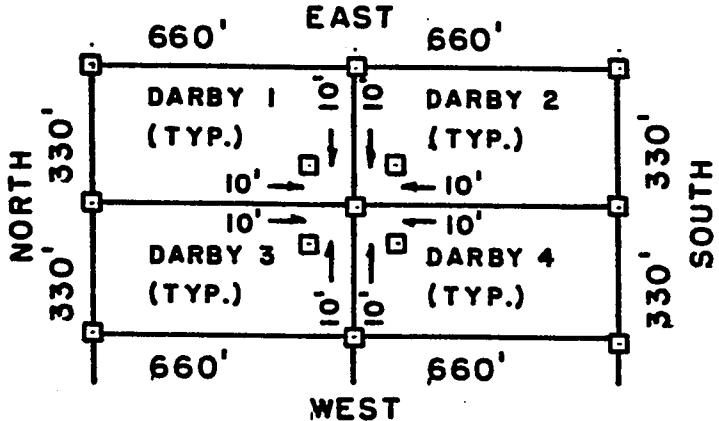 EAST
660' 660'
DARBY 1 10' 10' DARBY 2
(TYP.) (TYP.)
330' 330'
NORTH SOUTH
10' 10'
10' 10'
DARBY 3 DARBY 4
(TYP.) (TYP.)
330' 330'
10' 10'
660' 660'
WEST